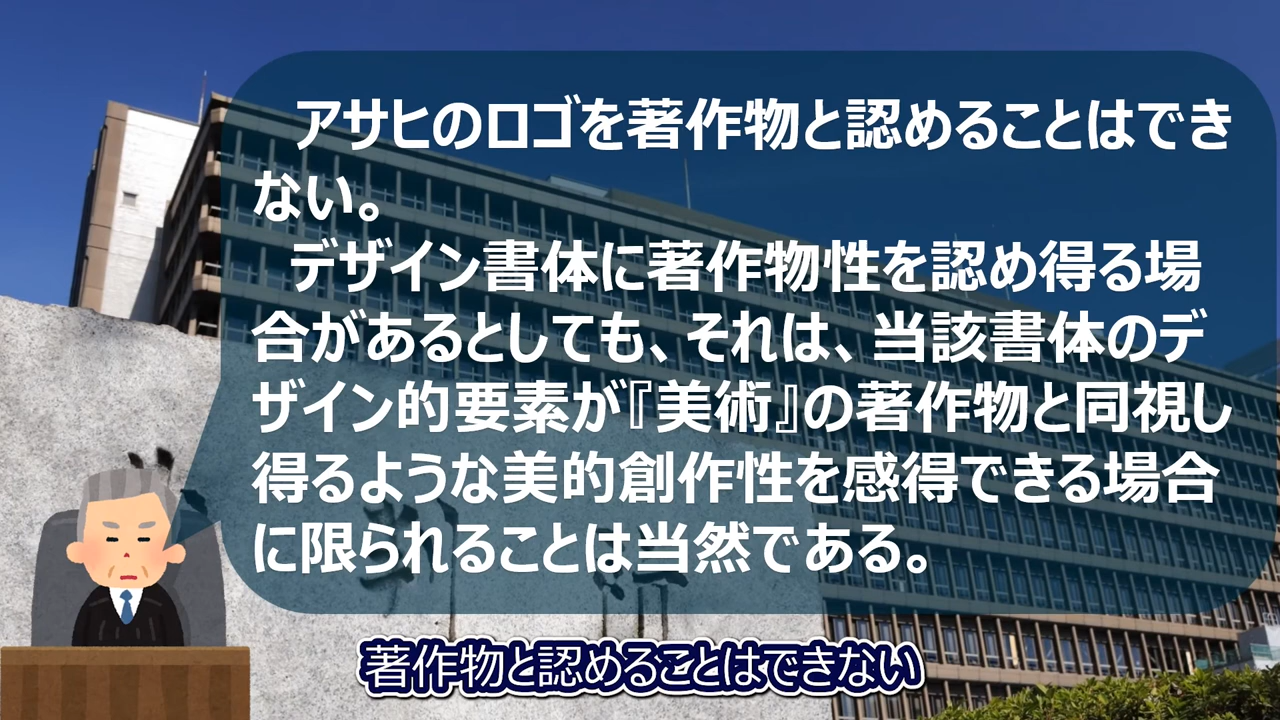 アサヒのロゴを著作物と認めることはでき
ない。
デザイン書体に著作物性を認め得る場
合があるとしても、それは、当該書体のデ
ザイン的要素が『美術』の著作物と同視し
得るような美的創作性を感得できる場合
に限られることは当然である。
著作物と認めることはできない